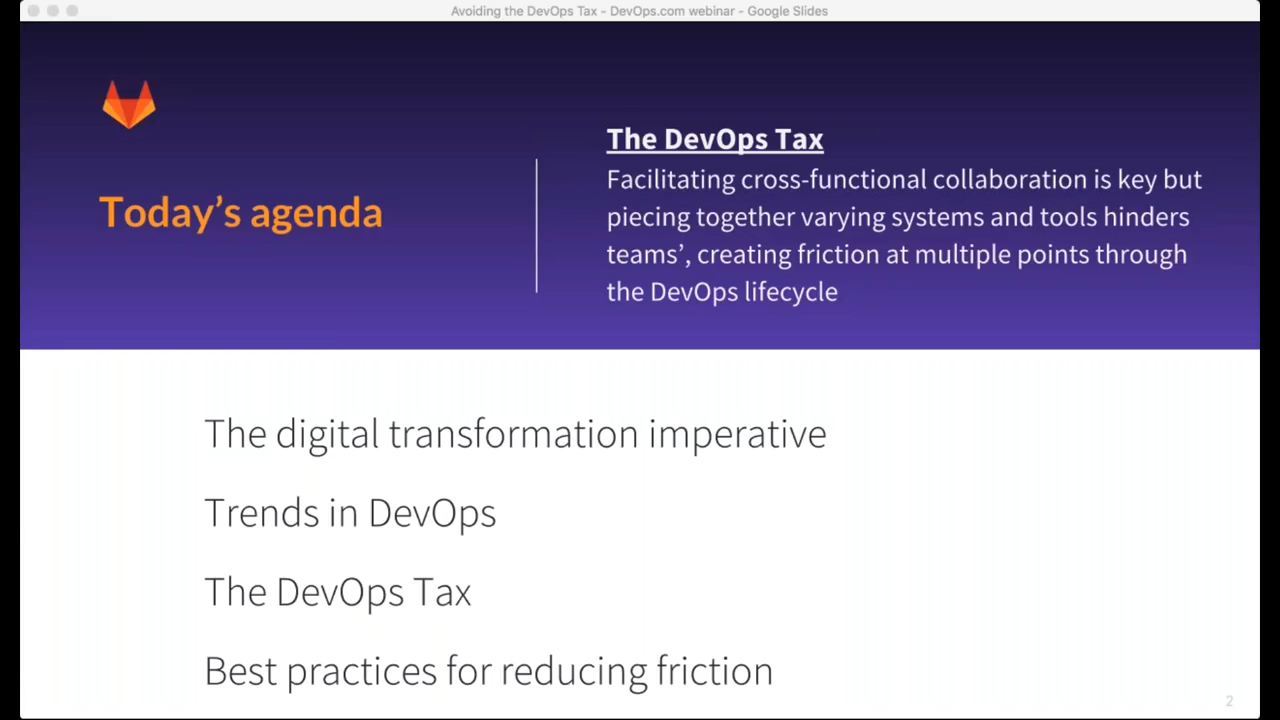 Avoiding the DevOps Tax - DevOps.com webinar - Google Slides
Today’s agenda
The DevOps Tax
Facilitating cross-functional collaboration is key but
piecing together varying systems and tools hinders
teams’, creating friction at multiple points through
the DevOps lifecycle
The digital transformation imperative
Trends in DevOps
The DevOps Tax
Best practices for reducing friction
2